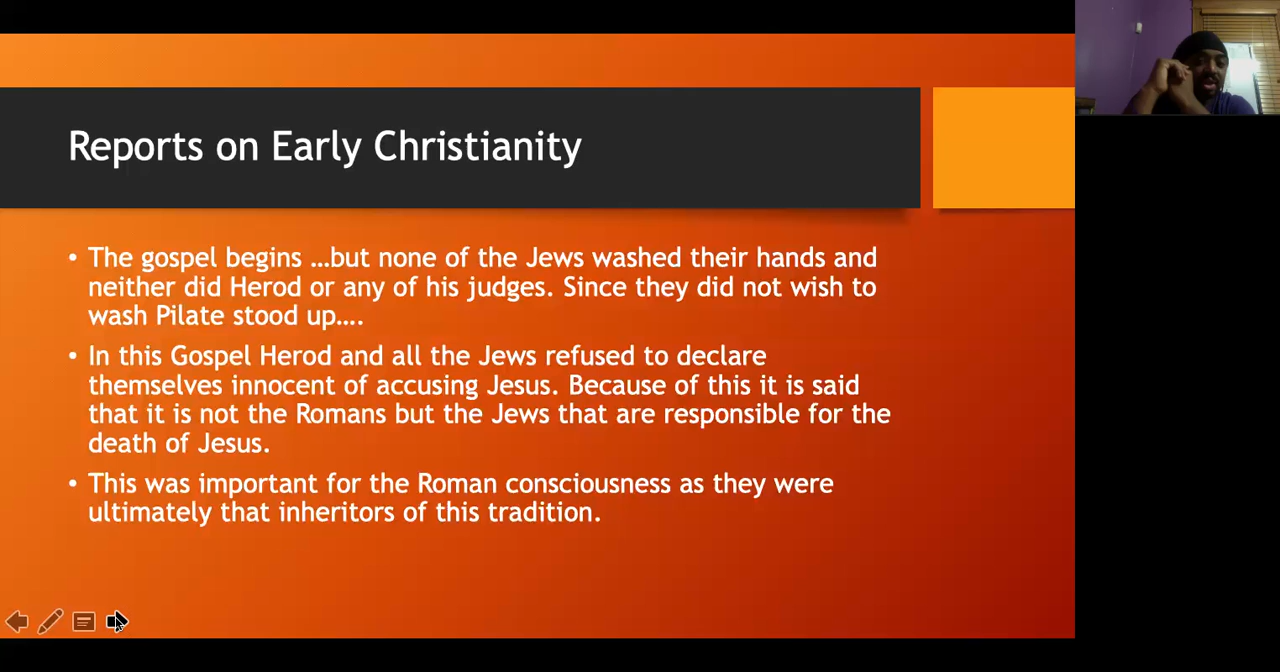 Reports on Early Christianity
• The gospel begins …but none of the Jews washed their hands and
neither did Herod or any of his judges. Since they did not wish to
wash Pilate stood up….
• In this Gospel Herod and all the Jews refused to declare
themselves innocent of accusing Jesus. Because of this it is said
that it is not the Romans but the Jews that are responsible for the
death of Jesus.
• This was important for the Roman consciousness as they were
ultimately that inheritors of this tradition.